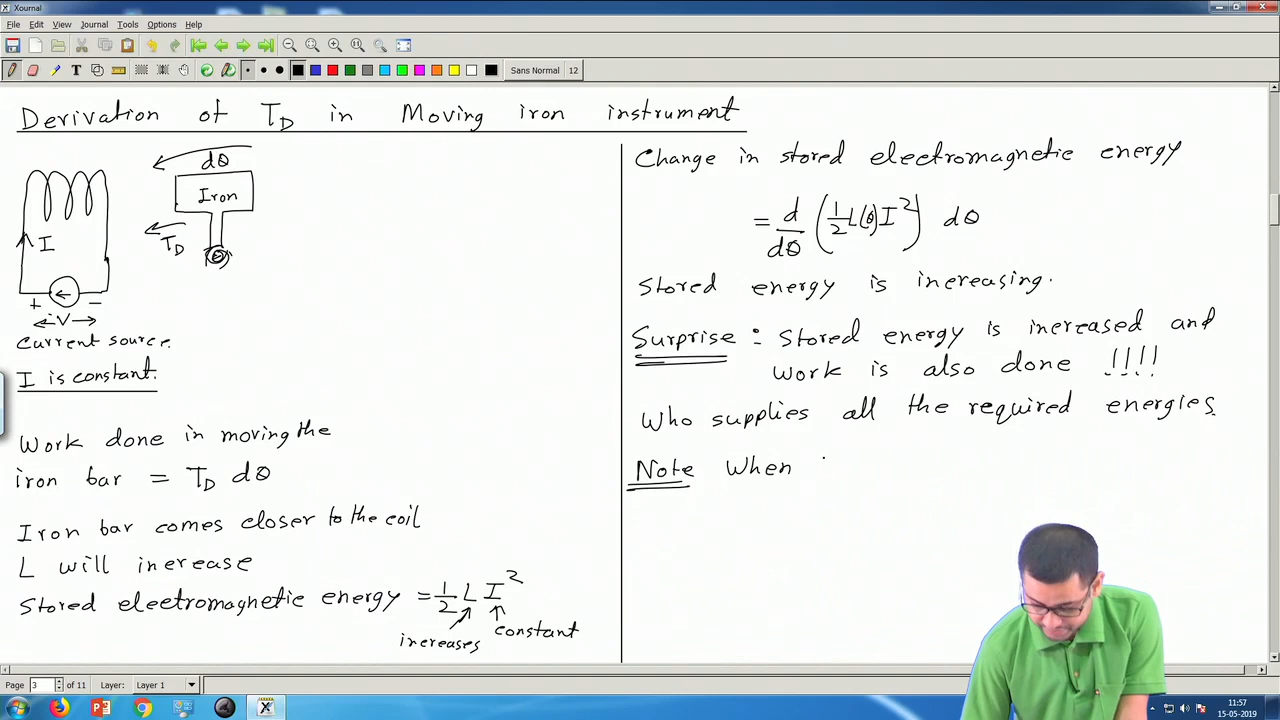 Xournal
File Edit View Journal Tools Options Help
Sans Normal 12
Derivation of T_D in Moving iron instrument
dθ
Iron
T_D
I
+ −
V
Current source.
I is constant.
Work done in moving the
iron bar = T_D dθ
Iron bar comes closer to the coil
L will increase
Stored electromagnetic energy = 1/2 L I²
increases constant
Change in stored electromagnetic energy
= d/dθ (1/2 L(θ) I²) dθ
Stored energy is increasing.
Surprise : Stored energy is increased and
work is also done !!!!
Who supplies all the required energies
Note When
Page 3 of 11 Layer: Layer 1
11:57
15-05-2019